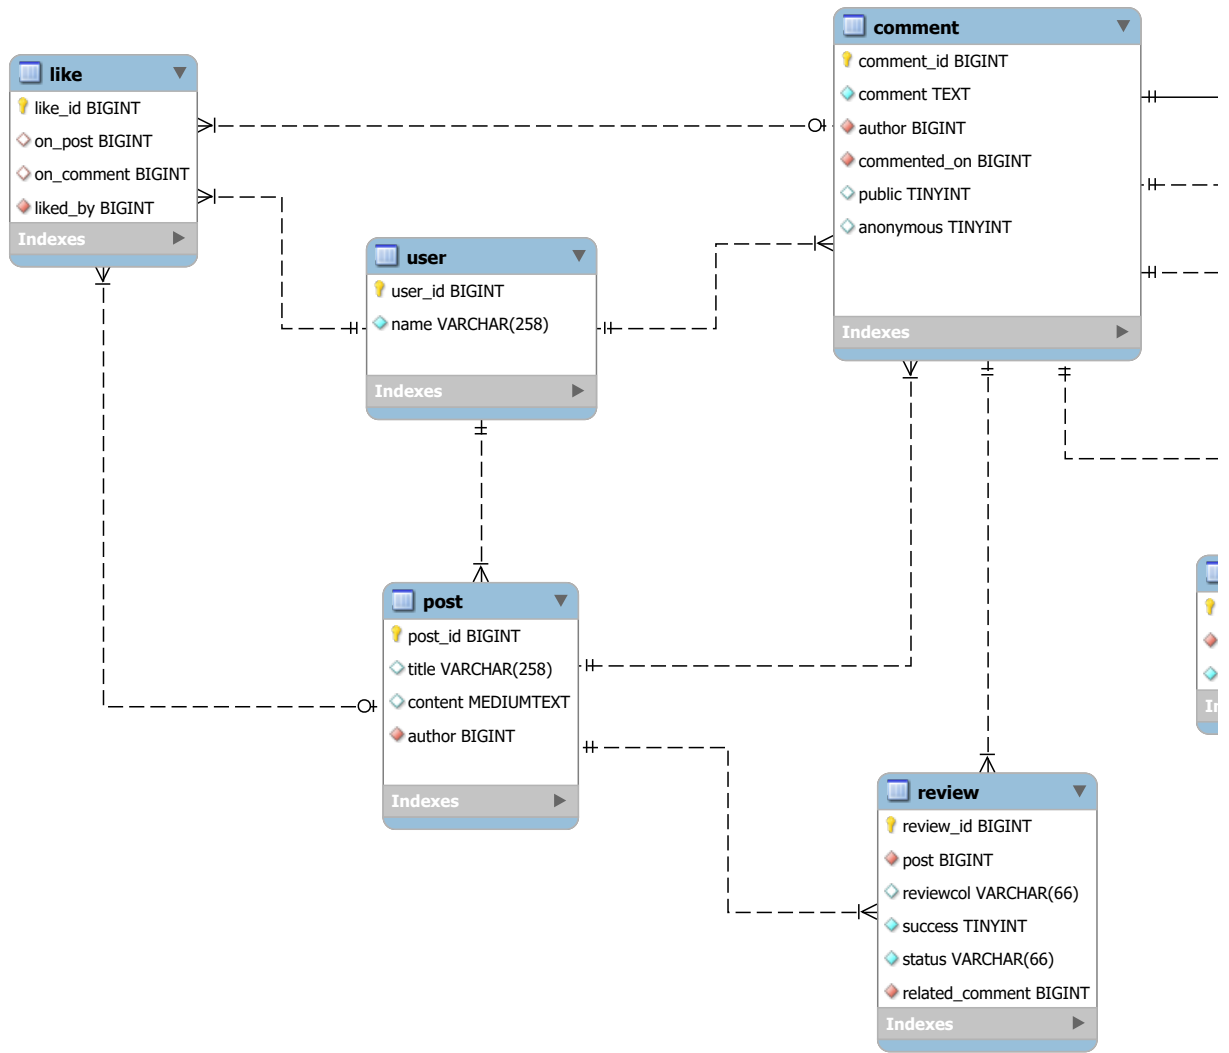 like
like_id BIGINT
on_post BIGINT
on_comment BIGINT
liked_by BIGINT
Indexes
user
user_id BIGINT
name VARCHAR(258)
Indexes
comment
comment_id BIGINT
comment TEXT
author BIGINT
commented_on BIGINT
public TINYINT
anonymous TINYINT
Indexes
post
post_id BIGINT
title VARCHAR(258)
content MEDIUMTEXT
author BIGINT
Indexes
review
review_id BIGINT
post BIGINT
reviewcol VARCHAR(66)
success TINYINT
status VARCHAR(66)
related_comment BIGINT
Indexes